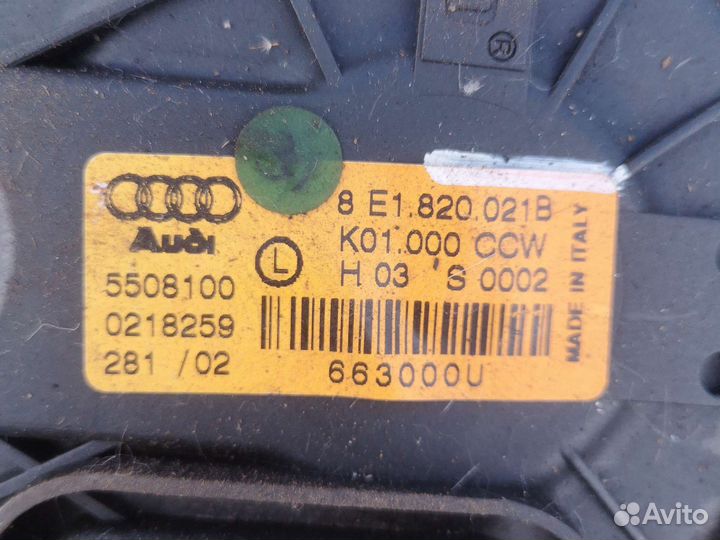 ®
8 E1.820.021B
K01.000 CCW
H 03 S 0002
Audi
L
5508100
0218259
281 /02
663000U
MADE IN ITALY
Avito